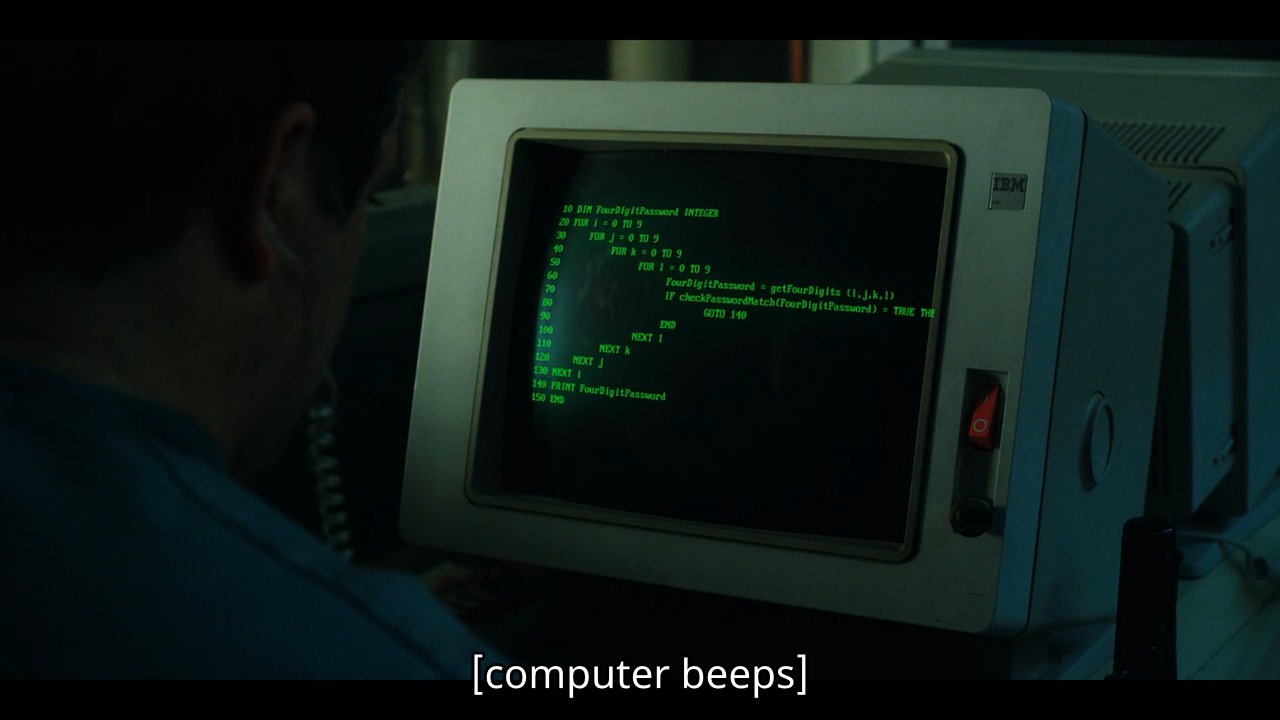 IBM
10 DIM FourDigitPassword INTEGER
20 FOR i = 0 TO 9
30 FOR j = 0 TO 9
40 FOR k = 0 TO 9
50 FOR l = 0 TO 9
60 FourDigitPassword = getFourDigits (i,j,k,l)
70 IF checkPasswordMatch(FourDigitPassword) = TRUE THE
80 GOTO 140
90 END
100 NEXT l
110 NEXT k
120 NEXT j
130 NEXT i
140 PRINT FourDigitPassword
150 END
[computer beeps]